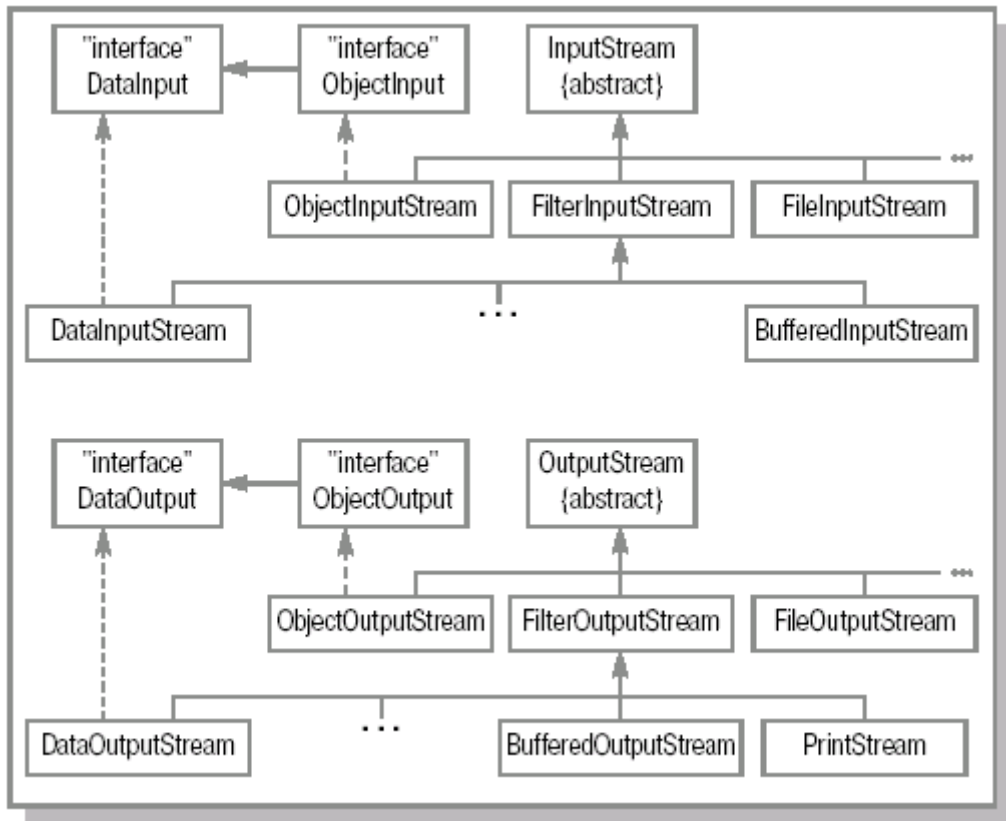 "interface"
DataInput
"interface"
ObjectInput
InputStream
{abstract}
ObjectInputStream
FilterInputStream
FileInputStream
DataInputStream
...
BufferedInputStream
"interface"
DataOutput
"interface"
ObjectOutput
OutputStream
{abstract}
ObjectOutputStream
FilterOutputStream
FileOutputStream
DataOutputStream
...
BufferedOutputStream
PrintStream